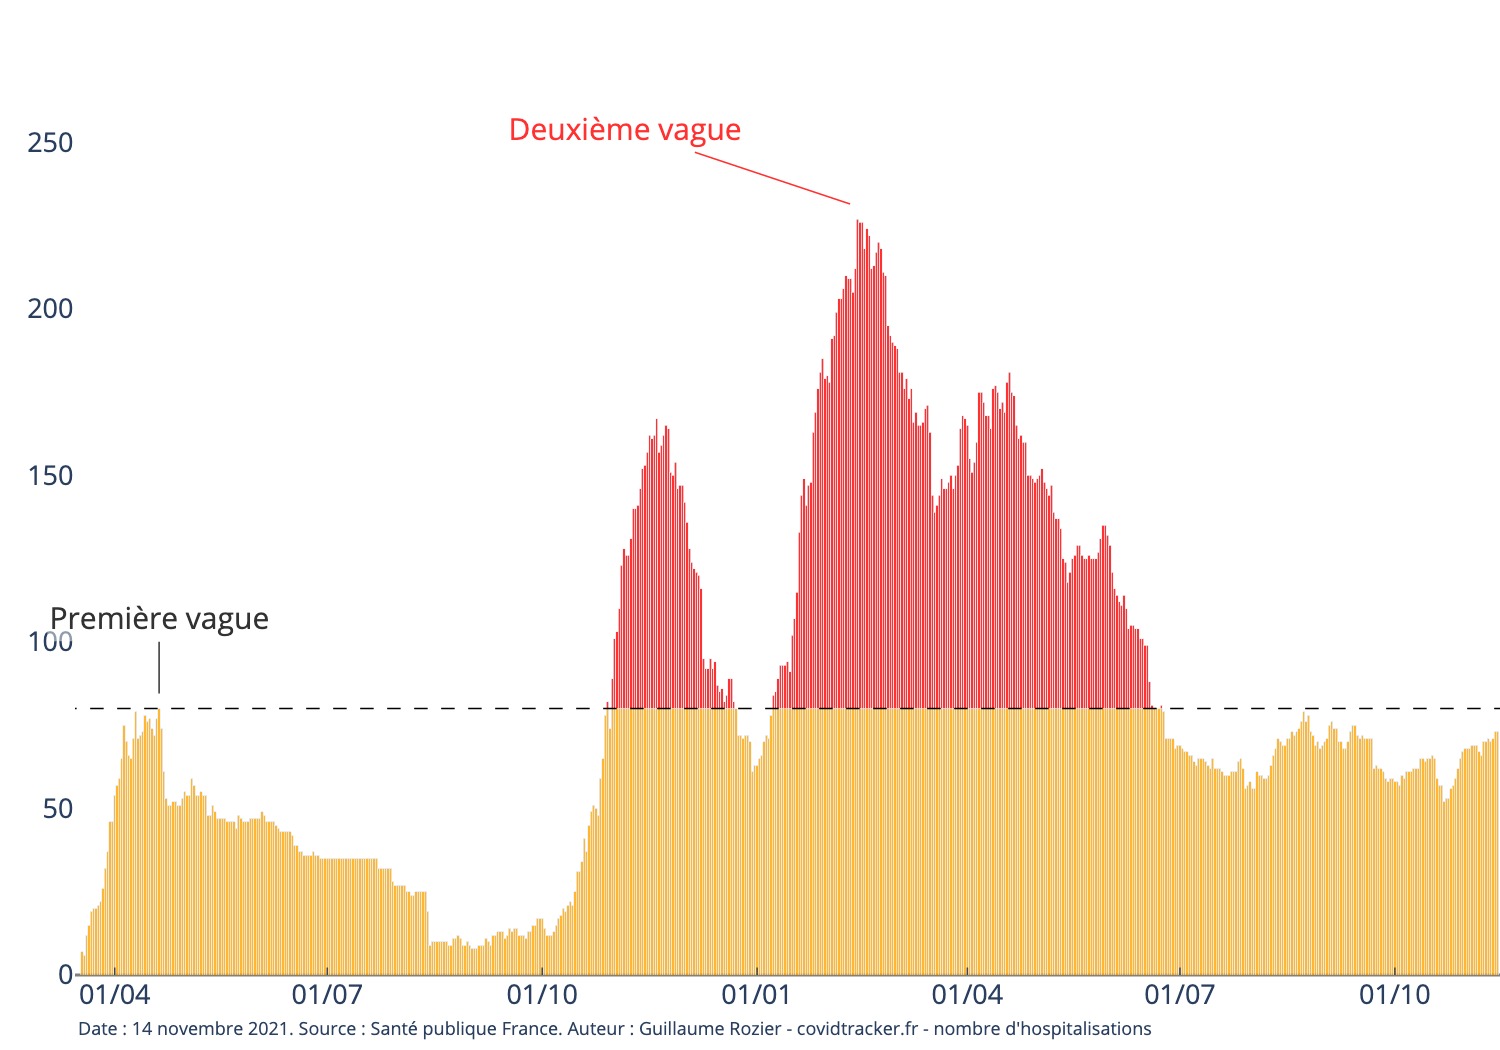 Deuxième vague
250
200
150
Première vague
100
50
0
01/04 01/07 01/10 01/01 01/04 01/07 01/10
Date : 14 novembre 2021. Source : Santé publique France. Auteur : Guillaume Rozier - covidtracker.fr - nombre d'hospitalisations